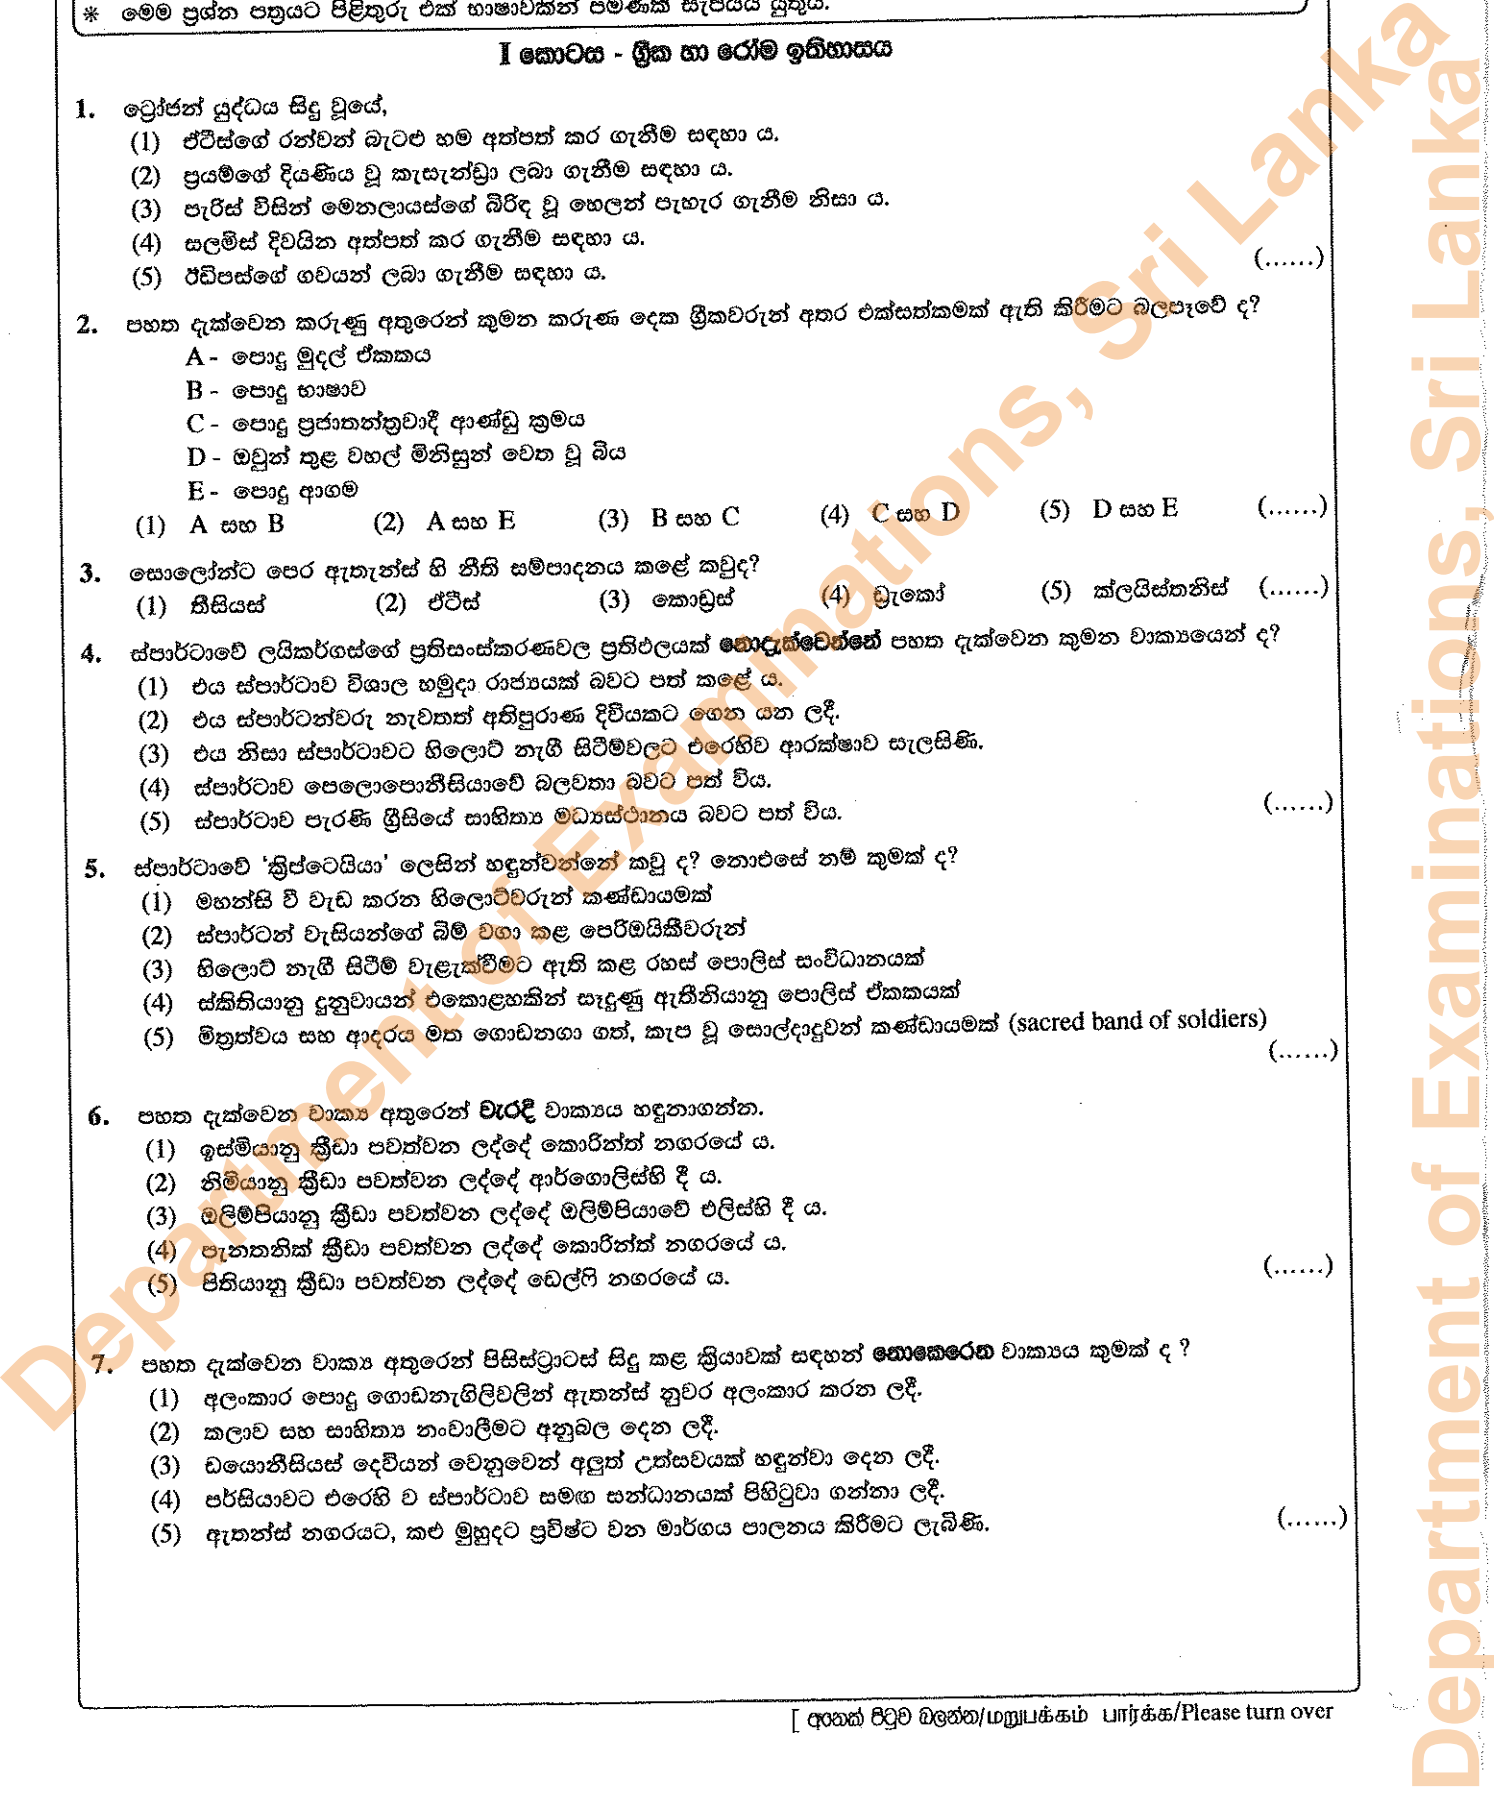 * මෙම ප්‍රශ්න පත්‍රයට පිළිතුරු එක් භාෂාවකින් පමණක් සැපයිය යුතුය.
I කොටස - ග්‍රීක හා රෝම ඉතිහාසය
1. ට්‍රෝජන් යුද්ධය සිදු වූයේ,
(1) ඒටීස්ගේ රන්වන් බැටළු හම අත්පත් කර ගැනීම සඳහා ය.
(2) ප්‍රයම්ගේ දියණිය වූ කැසැන්ඩ්‍රා ලබා ගැනීම සඳහා ය.
(3) පැරිස් විසින් මෙනලායස්ගේ බිරිඳ වූ හෙලන් පැහැර ගැනීම නිසා ය.
(4) සලමිස් දිවයින අත්පත් කර ගැනීම සඳහා ය.
(5) ඊඩිපස්ගේ ගවයන් ලබා ගැනීම සඳහා ය. (......)
2. පහත දැක්වෙන කරුණු අතුරෙන් කුමන කරුණ දෙක ග්‍රීකවරුන් අතර එක්සත්කමක් ඇති කිරීමට බලපෑවේ ද?
A - පොදු මුදල් ඒකකය
B - පොදු භාෂාව
C - පොදු ප්‍රජාතන්ත්‍රවාදී ආණ්ඩු ක්‍රමය
D - ඔවුන් තුළ වහල් මිනිසුන් වෙත වූ බිය
E - පොදු ආගම
(1) A සහ B (2) A සහ E (3) B සහ C (4) C සහ D (5) D සහ E (......)
3. සොලෝන්ට පෙර ඇතැන්ස් හි නීති සම්පාදනය කළේ කවුද?
(1) තීසියස් (2) ඒටීස් (3) කොඩ්‍රස් (4) ඩ්‍රැකෝ (5) ක්ලයිස්තනිස් (......)
4. ස්පාර්ටාවේ ලයිකර්ගස්ගේ ප්‍රතිසංස්කරණවල ප්‍රතිඵලයක් නොදැක්වෙන්නේ පහත දැක්වෙන කුමන වාක්‍යයෙන් ද?
(1) එය ස්පාර්ටාව විශාල හමුදා රාජ්‍යයක් බවට පත් කළේ ය.
(2) එය ස්පාර්ටන්වරු නැවතත් අතිපුරාණ දිවියකට ගෙන යන ලදී.
(3) එය නිසා ස්පාර්ටාවට හිලොට් නැගී සිටීම්වලට එරෙහිව ආරක්ෂාව සැලසිණි.
(4) ස්පාර්ටාව පෙලොපොනීසියාවේ බලවතා බවට පත් විය.
(5) ස්පාර්ටාව පැරණි ග්‍රීසියේ සාහිත්‍ය මධ්‍යස්ථානය බවට පත් විය. (......)
5. ස්පාර්ටාවේ 'ක්‍රිප්ටෙයියා' ලෙසින් හඳුන්වන්නේ කවු ද? නොඑසේ නම් කුමක් ද?
(1) මහන්සි වී වැඩ කරන හිලොට්වරුන් කණ්ඩායමක්
(2) ස්පාර්ටන් වැසියන්ගේ බිම් වගා කළ පෙරිඔයිකීවරුන්
(3) හිලොට් නැගී සිටීම් වැළැක්වීමට ඇති කළ රහස් පොලිස් සංවිධානයක්
(4) ස්කිතියානු දුනුවායන් එකොළහකින් සෑදුණු ඇතීනියානු පොලිස් ඒකකයක්
(5) මිත්‍රත්වය සහ ආදරය මත ගොඩනගා ගත්, කැප වූ සොල්දාදුවන් කණ්ඩායමක් (sacred band of soldiers)
(......)
6. පහත දැක්වෙන වාක්‍ය අතුරෙන් වැරදි වාක්‍යය හඳුනාගන්න.
(1) ඉස්මියානු ක්‍රීඩා පවත්වන ලද්දේ කොරින්ත් නගරයේ ය.
(2) නිමියානු ක්‍රීඩා පවත්වන ලද්දේ ආර්ගොලිස්හි දී ය.
(3) ඔලිම්පියානු ක්‍රීඩා පවත්වන ලද්දේ ඔලිම්පියාවේ එලිස්හි දී ය.
(4) පැනතනික් ක්‍රීඩා පවත්වන ලද්දේ කොරින්ත් නගරයේ ය.
(5) පිතියානු ක්‍රීඩා පවත්වන ලද්දේ ඩෙල්ෆි නගරයේ ය. (......)
7. පහත දැක්වෙන වාක්‍ය අතුරෙන් පිසිස්ට්‍රාටස් සිදු කළ ක්‍රියාවක් සඳහන් නොකෙරෙන වාක්‍යය කුමක් ද ?
(1) අලංකාර පොදු ගොඩනැගිලිවලින් ඇතන්ස් නුවර අලංකාර කරන ලදී.
(2) කලාව සහ සාහිත්‍ය නංවාලීමට අනුබල දෙන ලදී.
(3) ඩයොනීසියස් දෙවියන් වෙනුවෙන් අලුත් උත්සවයක් හඳුන්වා දෙන ලදී.
(4) පර්සියාවට එරෙහි ව ස්පාර්ටාව සමඟ සන්ධානයක් පිහිටුවා ගන්නා ලදී.
(5) ඇතන්ස් නගරයට, කළු මුහුදට ප්‍රවිෂ්ට වන මාර්ගය පාලනය කිරීමට ලැබිණි. (......)
[ අනෙක් පිටුව බලන්න/மறுபக்கம் பார்க்க/Please turn over
Department of Examinations, Sri Lanka
Department of Examinations, Sri Lanka